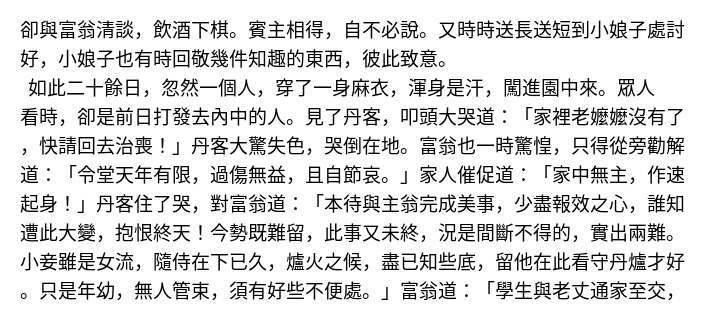 卻與富翁清談，飲酒下棋。賓主相得，自不必說。又時時送長送短到小娘子處討
好，小娘子也有時回敬幾件知趣的東西，彼此致意。
如此二十餘日，忽然一個人，穿了一身麻衣，渾身是汗，闖進園中來。眾人
看時，卻是前日打發去內中的人。見了丹客，叩頭大哭道：「家裡老嬤嬤沒有了
，快請回去治喪！」丹客大驚失色，哭倒在地。富翁也一時驚惶，只得從旁勸解
道：「令堂天年有限，過傷無益，且自節哀。」家人催促道：「家中無主，作速
起身！」丹客住了哭，對富翁道：「本待與主翁完成美事，少盡報效之心，誰知
遭此大變，抱恨終天！今勢既難留，此事又未終，況是間斷不得的，實出兩難。
小妾雖是女流，隨侍在下已久，爐火之候，盡已知些底，留他在此看守丹爐才好
。只是年幼，無人管束，須有好些不便處。」富翁道：「學生與老丈通家至交，